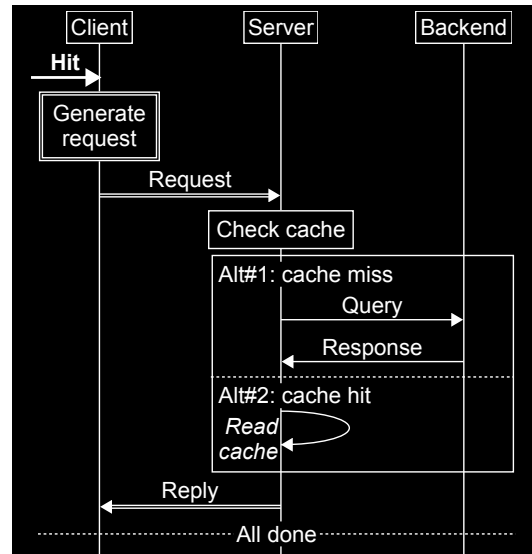 Client Server Backend
Hit
Generate
request
Request
Check cache
Alt#1: cache miss
Query
Response
Alt#2: cache hit
Read
cache
Reply
All done